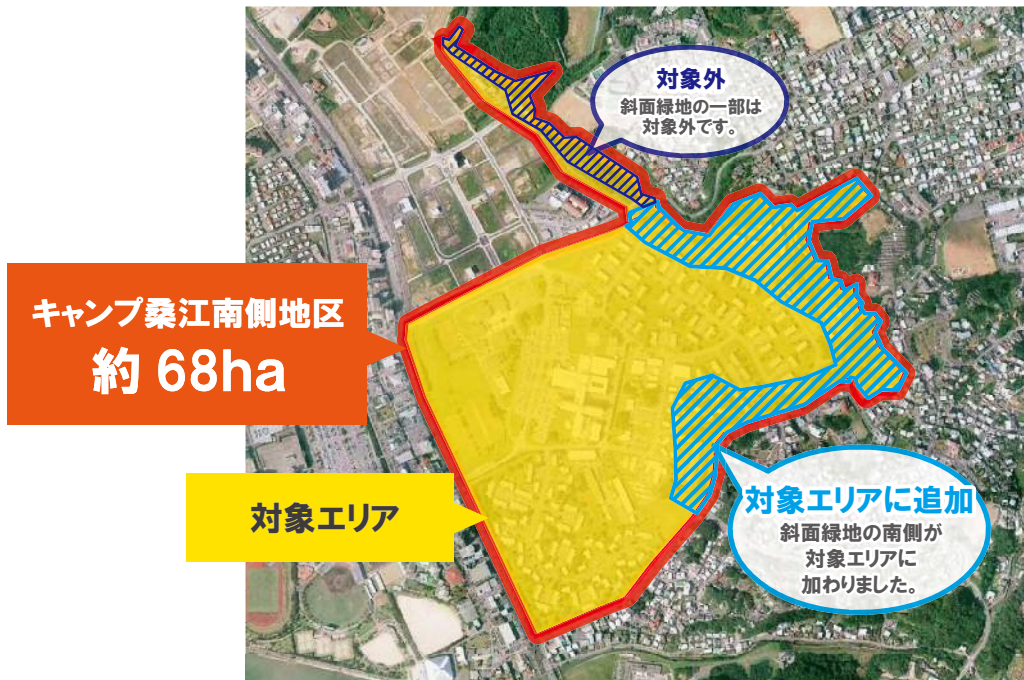 対象外
斜面緑地の一部は
対象外です。
キャンプ桑江南側地区
約 68ha
対象エリア
対象エリアに追加
斜面緑地の南側が
対象エリアに
加わりました。